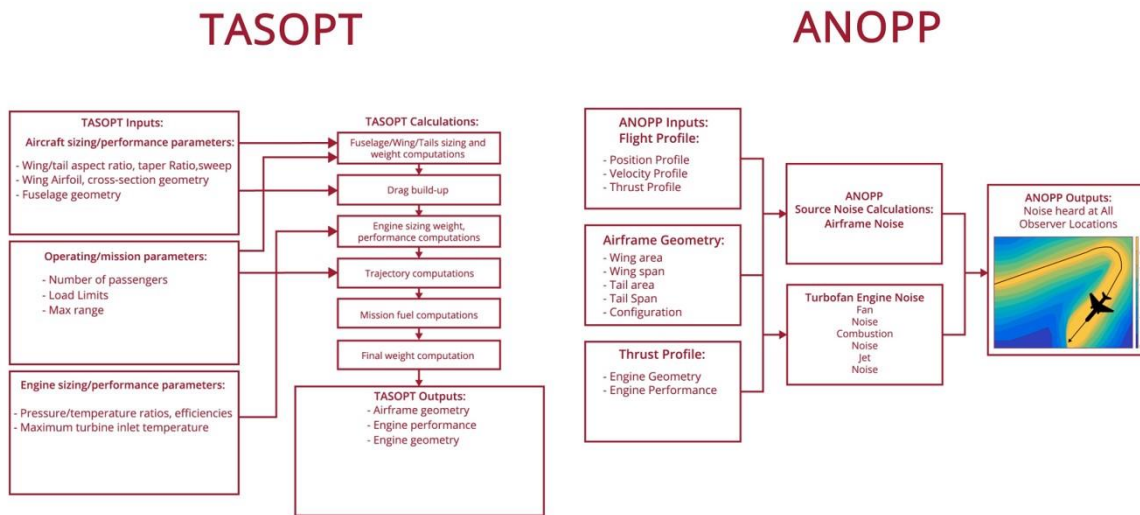 TASOPT
TASOPT Inputs:
Aircraft sizing/performance parameters:
- Wing/tail aspect ratio, taper Ratio,sweep
- Wing Airfoil, cross-section geometry
- Fuselage geometry
Operating/mission parameters:
- Number of passengers
- Load Limits
- Max range
Engine sizing/performance parameters:
- Pressure/temperature ratios, efficiencies
- Maximum turbine inlet temperature
TASOPT Calculations:
Fuselage/Wing/Tails sizing and
weight computations
Drag build-up
Engine sizing weight,
performance computations
Trajectory computations
Mission fuel computations
Final weight computation
TASOPT Outputs:
- Airframe geometry
- Engine performance
- Engine geometry
ANOPP
ANOPP Inputs:
Flight Profile:
- Position Profile
- Velocity Profile
- Thrust Profile
Airframe Geometry:
- Wing area
- Wing span
- Tail area
- Tail Span
- Configuration
Thrust Profile:
- Engine Geometry
- Engine Performance
ANOPP
Source Noise Calculations:
Airframe Noise
Turbofan Engine Noise
Fan
Noise
Combustion
Noise
Jet
Noise
ANOPP Outputs:
Noise heard at All
Observer Locations